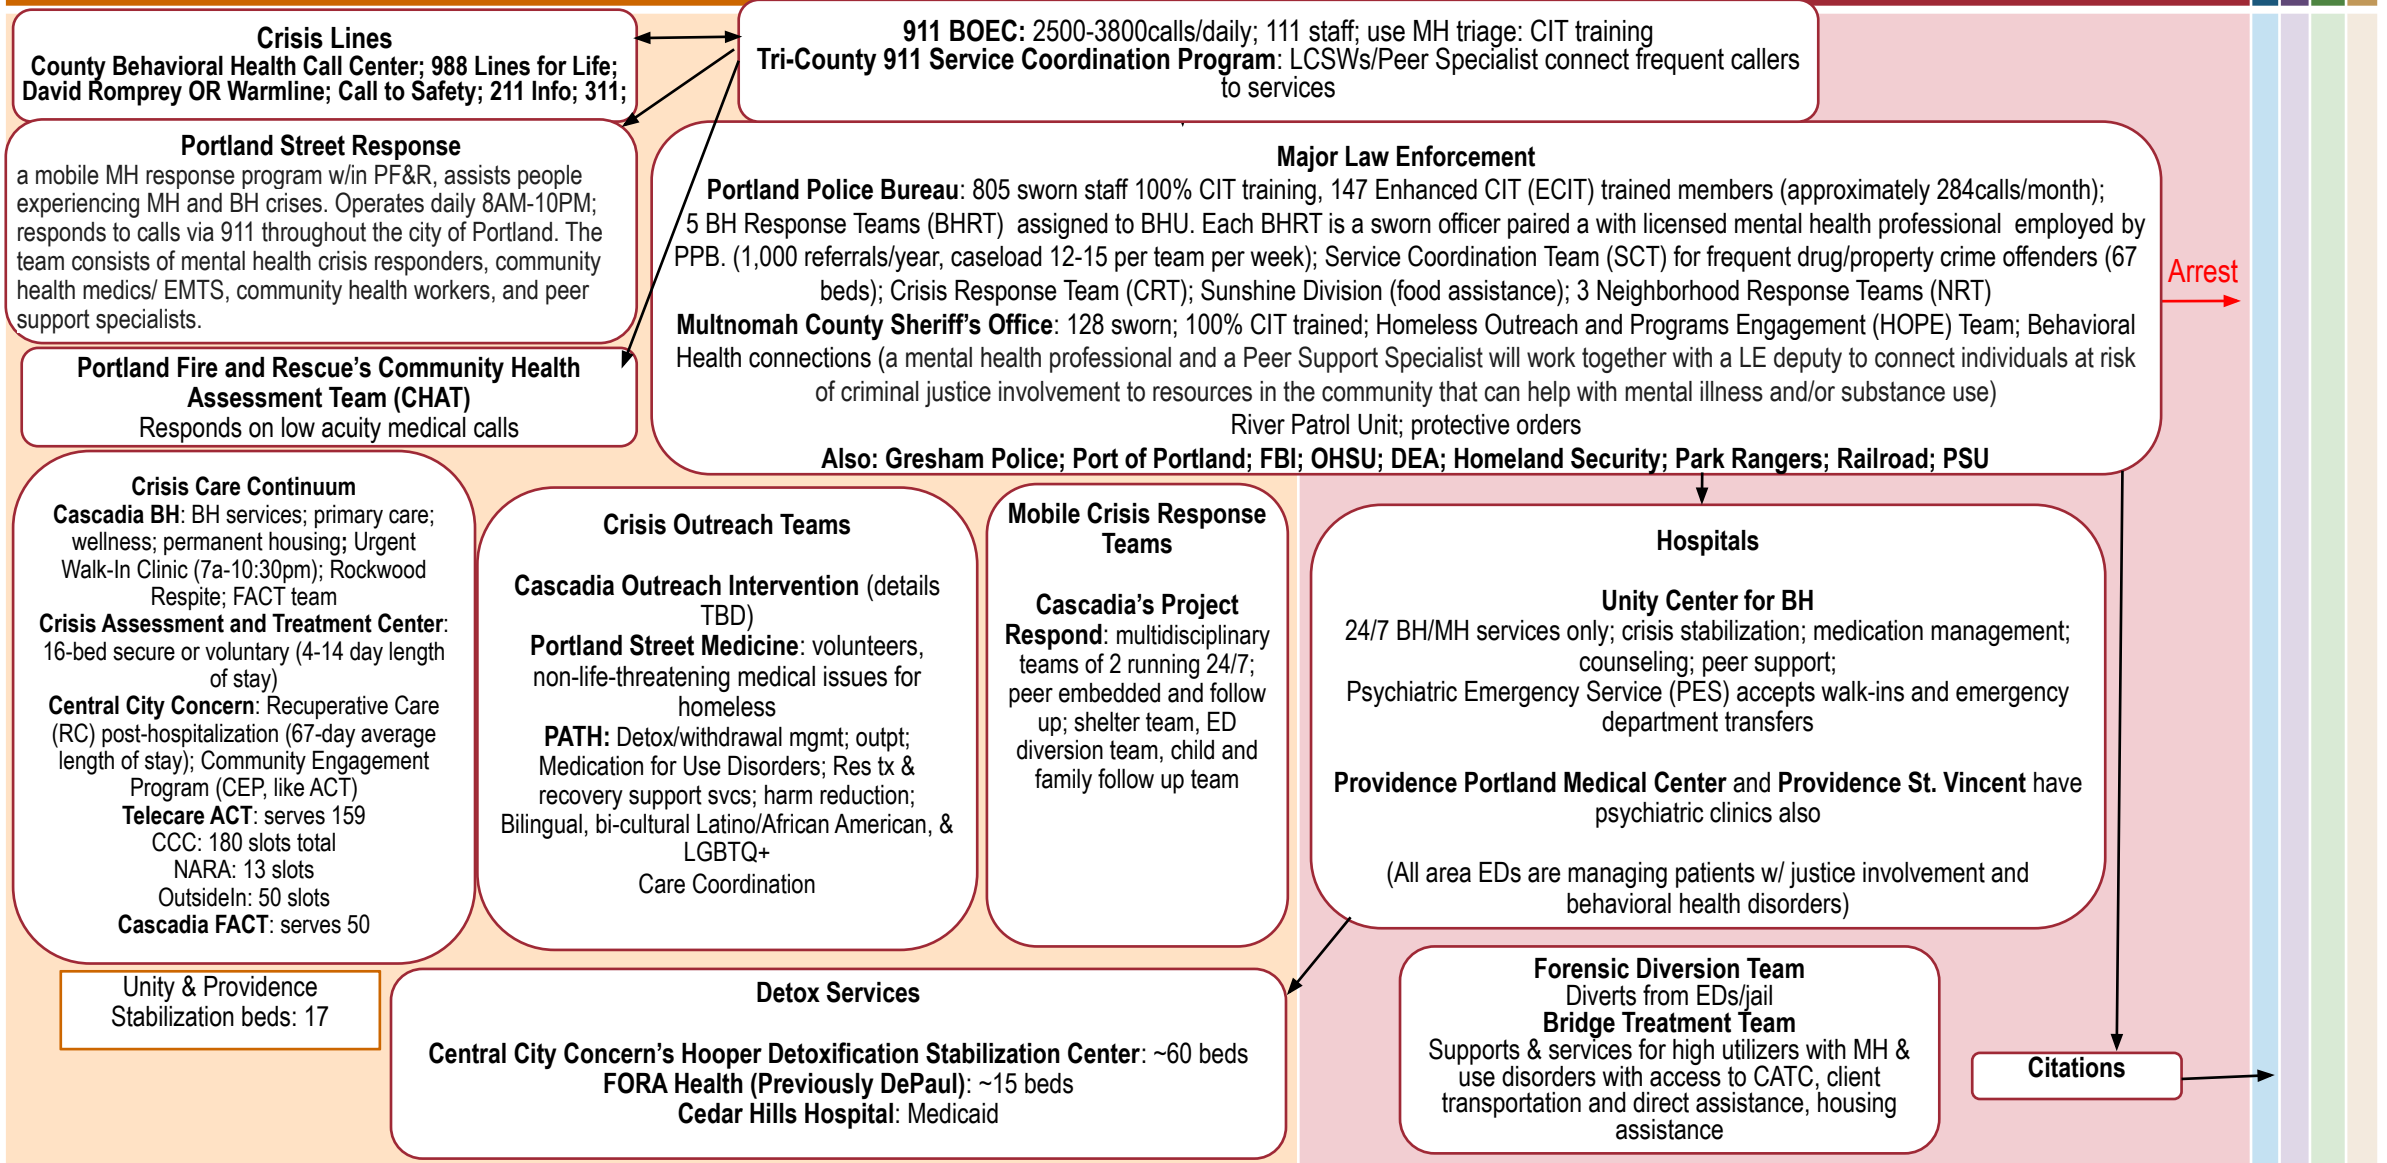 Crisis Lines
County Behavioral Health Call Center; 988 Lines for Life;
David Romprey OR Warmline; Call to Safety; 211 Info; 311;
911 BOEC: 2500-3800calls/daily; 111 staff; use MH triage: CIT training
Tri-County 911 Service Coordination Program: LCSWs/Peer Specialist connect frequent callers
to services
Portland Street Response
a mobile MH response program w/in PF&R, assists people
experiencing MH and BH crises. Operates daily 8AM-10PM;
responds to calls via 911 throughout the city of Portland. The
team consists of mental health crisis responders, community
health medics/ EMTS, community health workers, and peer
support specialists.
Major Law Enforcement
Portland Police Bureau: 805 sworn staff 100% CIT training, 147 Enhanced CIT (ECIT) trained members (approximately 284calls/month);
5 BH Response Teams (BHRT) assigned to BHU. Each BHRT is a sworn officer paired a with licensed mental health professional employed by
PPB. (1,000 referrals/year, caseload 12-15 per team per week); Service Coordination Team (SCT) for frequent drug/property crime offenders (67
beds); Crisis Response Team (CRT); Sunshine Division (food assistance); 3 Neighborhood Response Teams (NRT)
Multnomah County Sheriff's Office: 128 sworn; 100% CIT trained; Homeless Outreach and Programs Engagement (HOPE) Team; Behavioral
Health connections (a mental health professional and a Peer Support Specialist will work together with a LE deputy to connect individuals at risk
of criminal justice involvement to resources in the community that can help with mental illness and/or substance use)
River Patrol Unit; protective orders
Also: Gresham Police; Port of Portland; FBI; OHSU; DEA; Homeland Security; Park Rangers; Railroad; PSU
Arrest
Portland Fire and Rescue's Community Health
Assessment Team (CHAT)
Responds on low acuity medical calls
Crisis Care Continuum
Cascadia BH: BH services; primary care;
wellness; permanent housing; Urgent
Walk-In Clinic (7a-10:30pm); Rockwood
Respite; FACT team
Crisis Assessment and Treatment Center:
16-bed secure or voluntary (4-14 day length
of stay)
Central City Concern: Recuperative Care
(RC) post-hospitalization (67-day average
length of stay); Community Engagement
Program (CEP, like ACT)
Telecare ACT: serves 159
CCC: 180 slots total
NARA: 13 slots
OutsideIn: 50 slots
Cascadia FACT: serves 50
Crisis Outreach Teams
Cascadia Outreach Intervention (details
TBD)
Portland Street Medicine: volunteers,
non-life-threatening medical issues for
homeless
PATH: Detox/withdrawal mgmt; outpt;
Medication for Use Disorders; Res tx &
recovery support svcs; harm reduction;
Bilingual, bi-cultural Latino/African American, &
LGBTQ+
Care Coordination
Mobile Crisis Response
Teams
Cascadia's Project
Respond: multidisciplinary
teams of 2 running 24/7;
peer embedded and follow
up; shelter team, ED
diversion team, child and
family follow up team
Hospitals
Unity Center for BH
24/7 BH/MH services only; crisis stabilization; medication management;
counseling; peer support;
Psychiatric Emergency Service (PES) accepts walk-ins and emergency
department transfers
Providence Portland Medical Center and Providence St. Vincent have
psychiatric clinics also
(All area EDs are managing patients w/ justice involvement and
behavioral health disorders)
Unity & Providence
Stabilization beds: 17
Detox Services
Central City Concern's Hooper Detoxification Stabilization Center: ~60 beds
FORA Health (Previously DePaul): ~15 beds
Cedar Hills Hospital: Medicaid
Forensic Diversion Team
Diverts from EDs/jail
Bridge Treatment Team
Supports & services for high utilizers with MH &
use disorders with access to CATC, client
transportation and direct assistance, housing
assistance
Citations